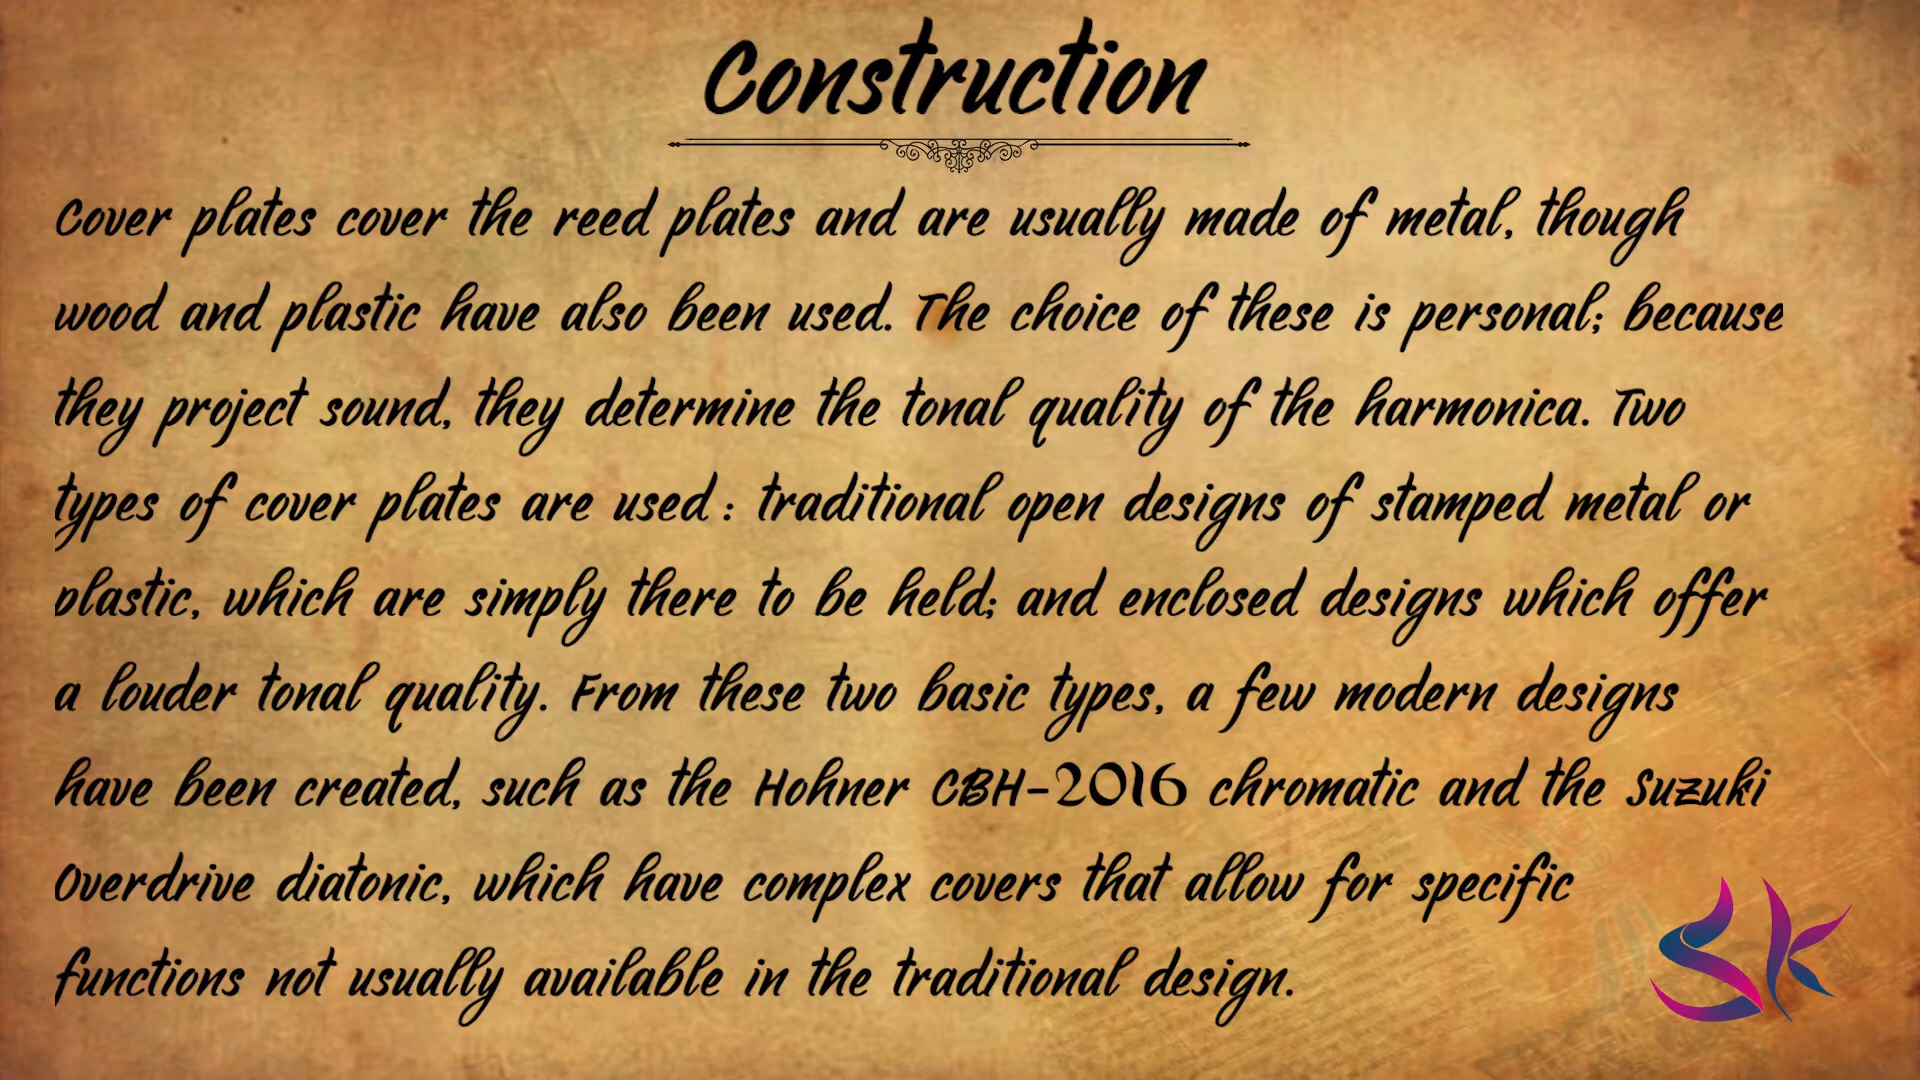 Construction
Cover plates cover the reed plates and are usually made of metal, though
wood and plastic have also been used. The choice of these is personal; because
they project sound, they determine the tonal quality of the harmonica. Two
types of cover plates are used : traditional open designs of stamped metal or
plastic, which are simply there to be held; and enclosed designs which offer
a louder tonal quality. From these two basic types, a few modern designs
have been created, such as the Hohner CBH-2016 chromatic and the Suzuki
Overdrive diatonic, which have complex covers that allow for specific
functions not usually available in the traditional design.
SK